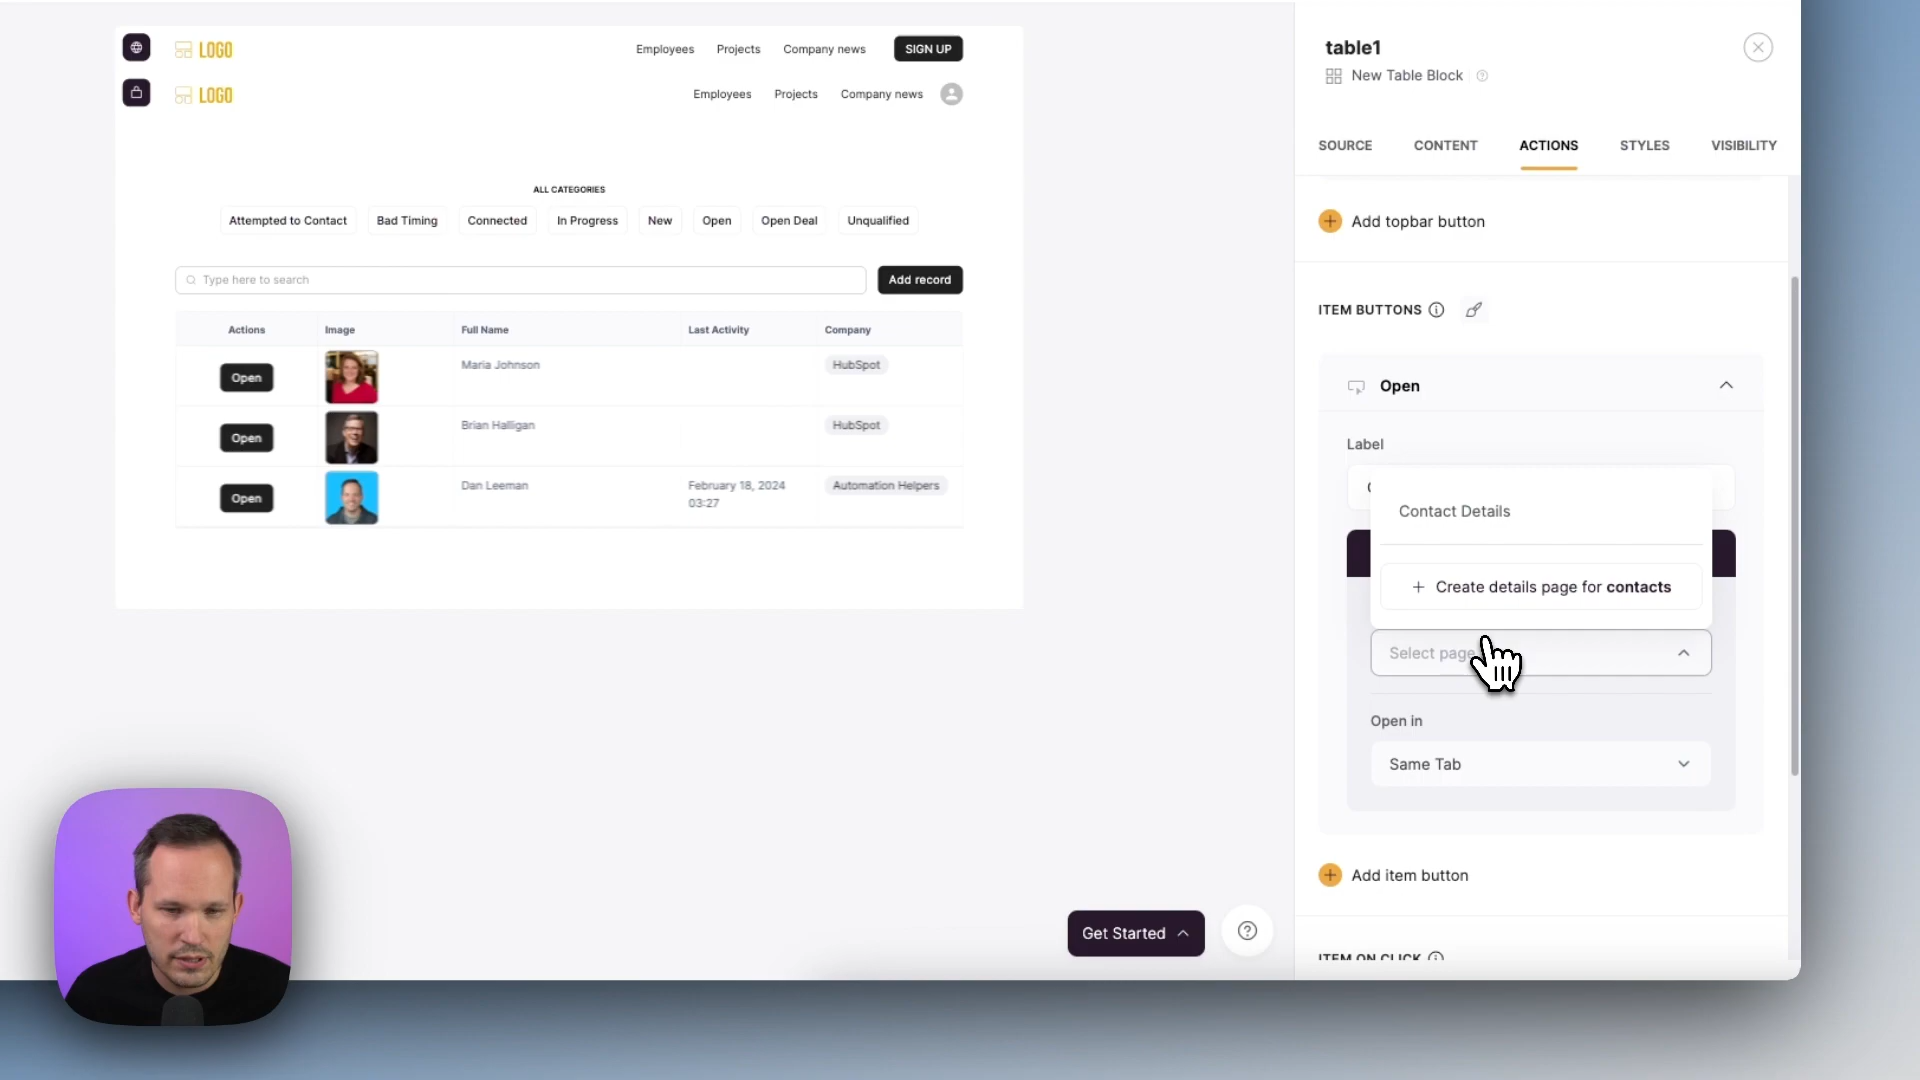 LOGO
Employees Projects Company news SIGN UP
LOGO
Employees Projects Company news
ALL CATEGORIES
Attempted to Contact Bad Timing Connected In Progress New Open Open Deal Unqualified
Type here to search Add record
Actions Image Full Name Last Activity Company
Open Maria Johnson HubSpot
Open Brian Halligan HubSpot
Open Dan Leeman February 18, 2024 03:27 Automation Helpers
Get Started
table1
New Table Block
SOURCE CONTENT ACTIONS STYLES VISIBILITY
Add topbar button
ITEM BUTTONS
Open
Label
Contact Details
+ Create details page for contacts
Select page
Open in
Same Tab
Add item button
ITEM ON CLICK